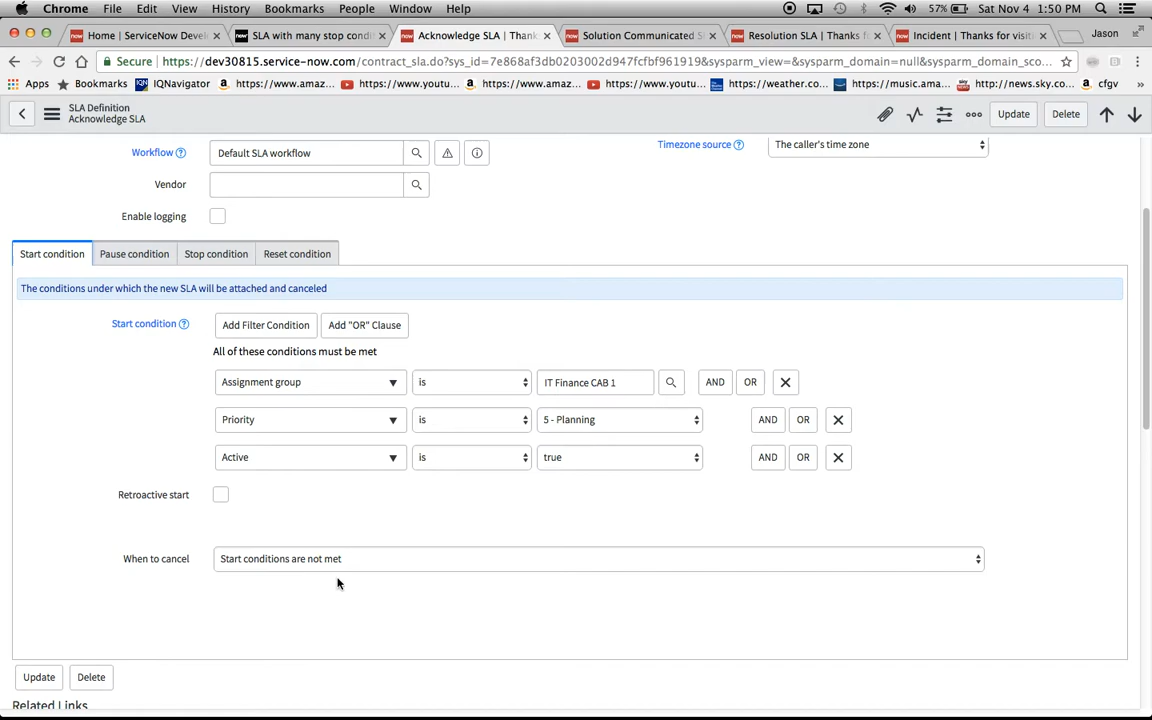 Chrome File Edit View History Bookmarks People Window Help 57% Sat Nov 4 1:50 PM
Home | ServiceNow Devel SLA with many stop condi Acknowledge SLA | Thank Solution Communicated S Resolution SLA | Thanks f Incident | Thanks for visiti Jason
Secure https://dev30815.service-now.com/contract_sla.do?sys_id=7e868af3db0203002d947fcfbf961919&sysparm_view=&sysparm_domain=null&sysparm_domain_sco...
Apps Bookmarks IQN IQNavigator https://www.amaz... https://www.youtu... https://www.amaz... https://www.youtu... https://www.weather.co... https://music.ama... http://news.sky.co... cfgv »
SLA Definition
Acknowledge SLA
Update Delete
Workflow Default SLA workflow Timezone source The caller's time zone
Vendor
Enable logging
Start condition Pause condition Stop condition Reset condition
The conditions under which the new SLA will be attached and canceled
Start condition Add Filter Condition Add "OR" Clause
All of these conditions must be met
Assignment group is IT Finance CAB 1 AND OR
Priority is 5 - Planning AND OR
Active is true AND OR
Retroactive start
When to cancel Start conditions are not met
Update Delete
Related Links